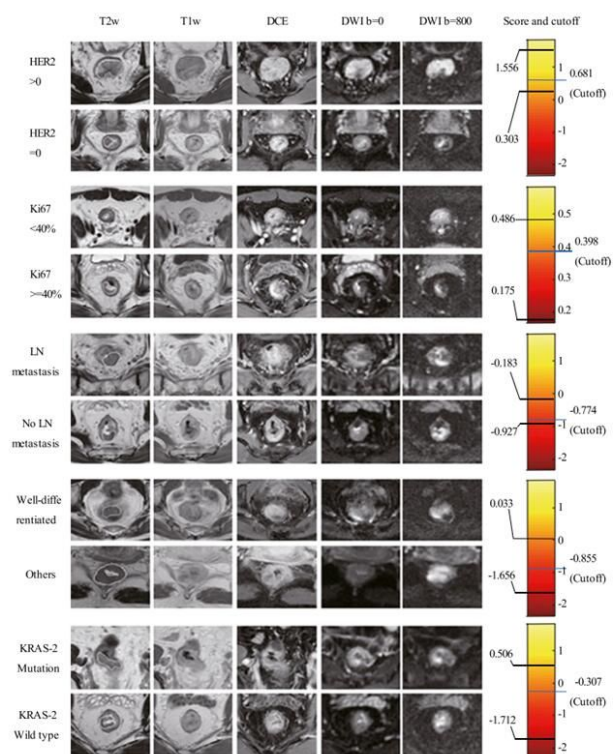 T2w T1w DCE DWI b=0 DWI b=800 Score and cutoff
HER2
>0
1.556
0.303
1
0
-1
-2
0.681
(Cutoff)
HER2
=0
Ki67
<40%
0.486
0.175
0.5
0.4
0.3
0.2
0.398
(Cutoff)
Ki67
>=40%
LN
metastasis
-0.183
-0.927
1
0
-1
-2
-0.774
(Cutoff)
No LN
metastasis
Well-diffe
rentiated
0.033
-1.656
1
0
-1
-2
-0.855
(Cutoff)
Others
KRAS-2
Mutation
0.506
-1.712
1
0
-1
-2
-0.307
(Cutoff)
KRAS-2
Wild type